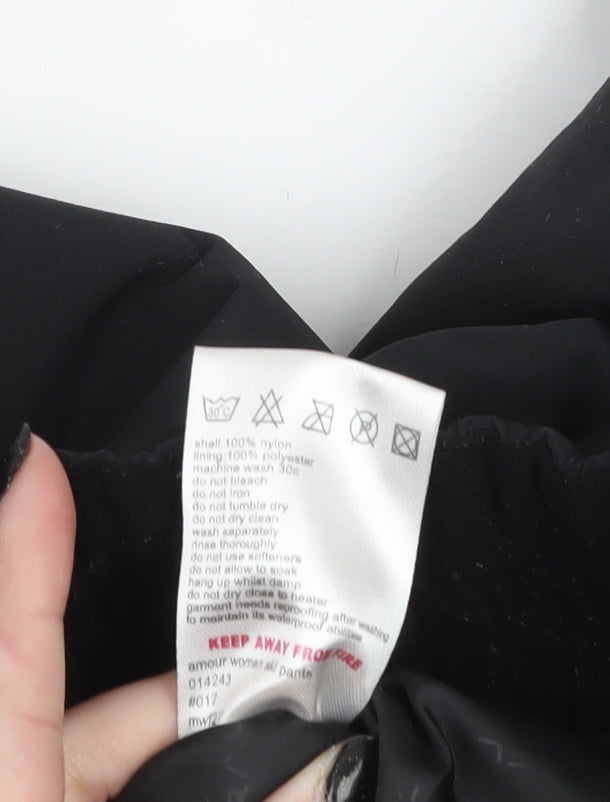 30°C
P
shell 100% nylon
lining 100% polyester
machine wash 30c
do not bleach
do not iron
do not tumble dry
do not dry clean
wash separately
rinse thoroughly
do not use softeners
do not allow to soak
hang up whilst damp
do not dry close to heater
garment needs reproofing after washing
to maintain its waterproof abilities
KEEP AWAY FROM FIRE
amour women ski pants
014243
#017